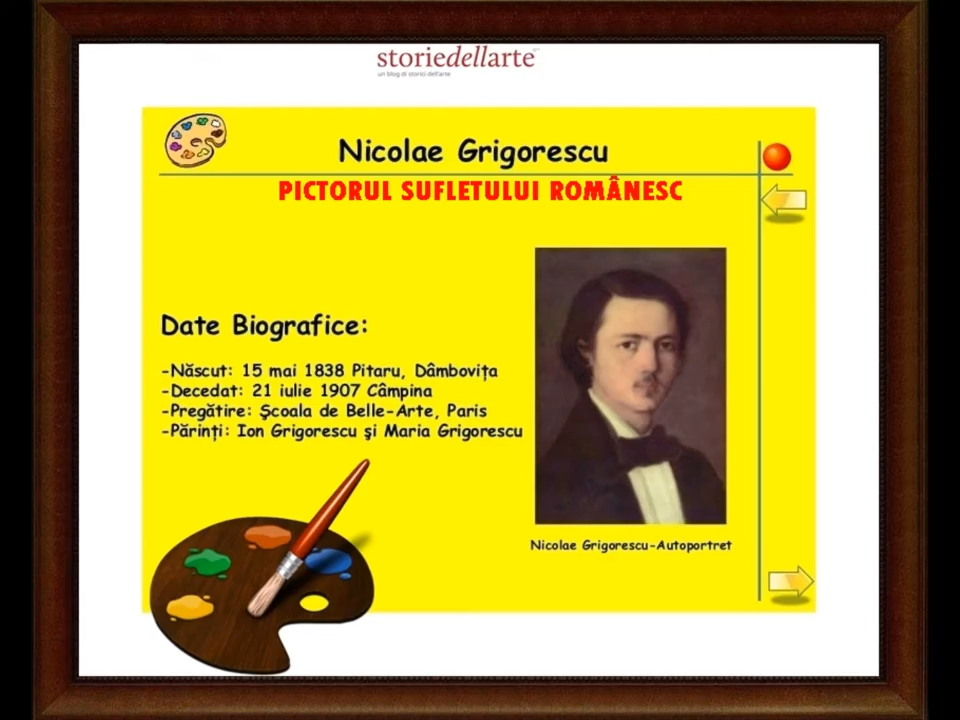 storiedellarte
un blog di storici dell'arte
Nicolae Grigorescu
PICTORUL SUFLETULUI ROMÂNESC
Date Biografice:
-Născut: 15 mai 1838 Pitaru, Dâmbovița
-Decedat: 21 iulie 1907 Câmpina
-Pregătire: Şcoala de Belle-Arte, Paris
-Părinți: Ion Grigorescu şi Maria Grigorescu
Nicolae Grigorescu-Autoportret